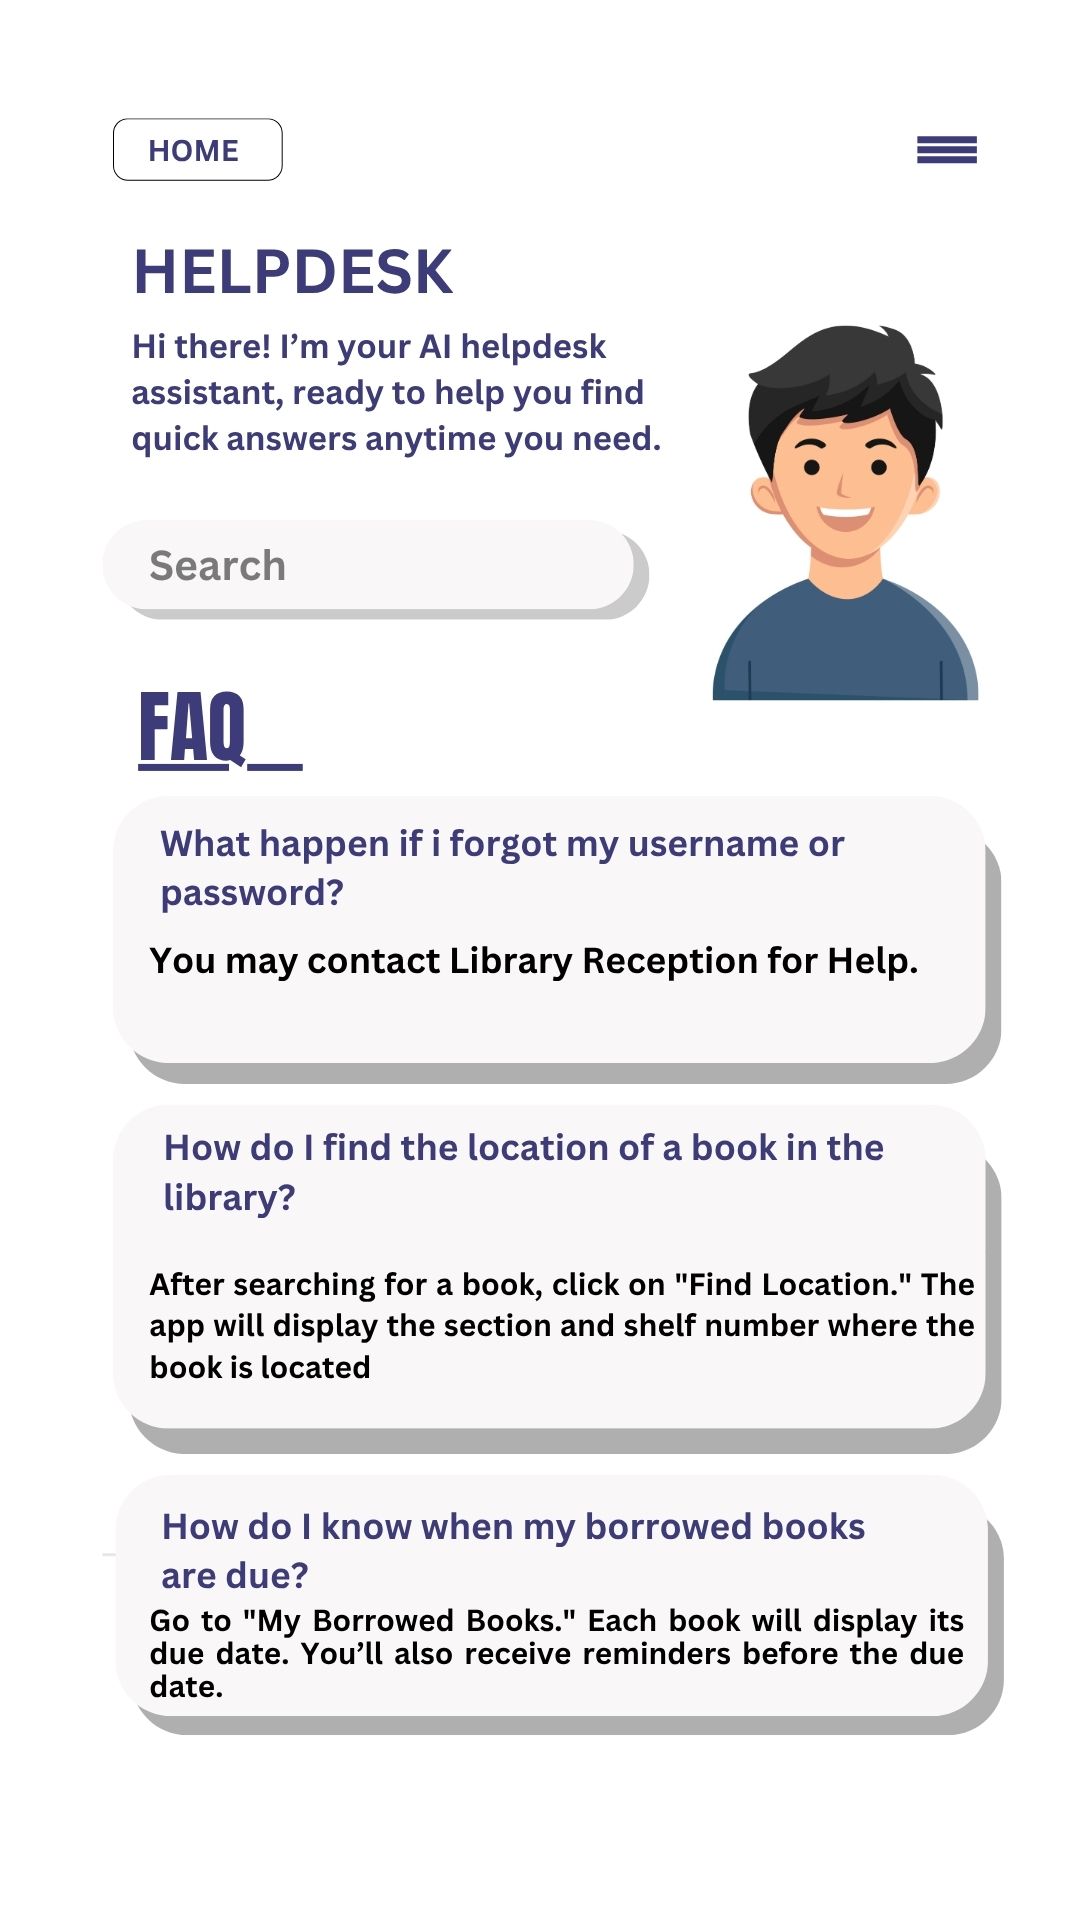 HOME
HELPDESK
Hi there! I’m your AI helpdesk
assistant, ready to help you find
quick answers anytime you need.
Search
FAQ
What happen if i forgot my username or
password?
You may contact Library Reception for Help.
How do I find the location of a book in the
library?
After searching for a book, click on "Find Location." The
app will display the section and shelf number where the
book is located
How do I know when my borrowed books
are due?
Go to "My Borrowed Books." Each book will display its
due date. You’ll also receive reminders before the due
date.